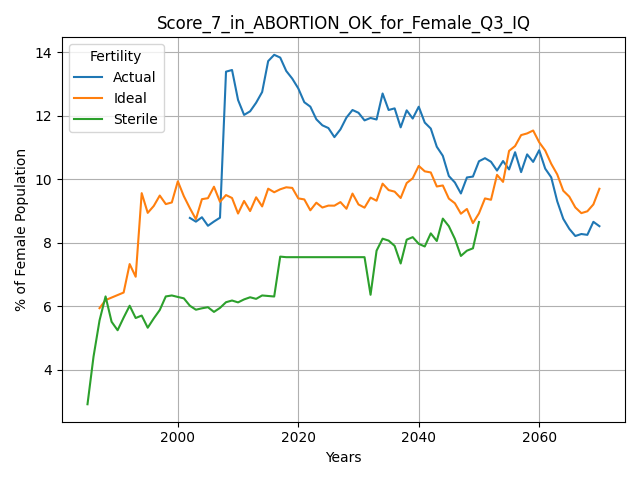 Score_7_in_ABORTION_OK_for_Female_Q3_IQ
Fertility
Actual
Ideal
Sterile
% of Female Population
14
12
10
8
6
4
2000 2020 2040 2060
Years